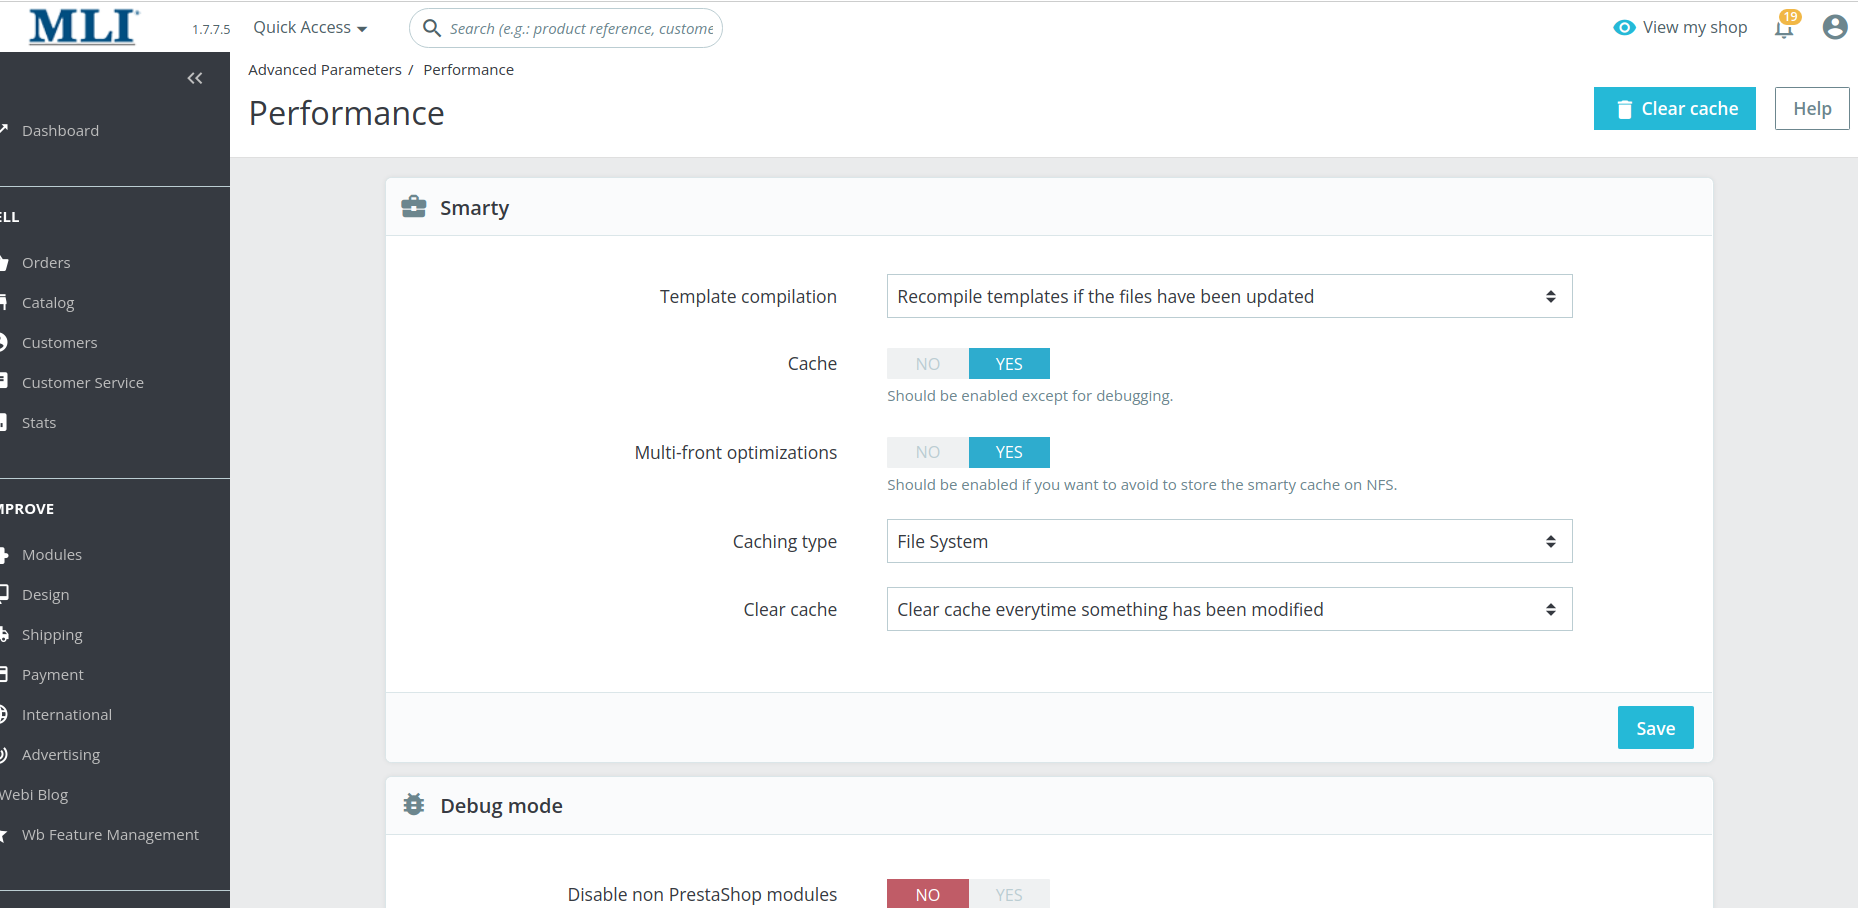 MLI
1.7.7.5
Quick Access
Search (e.g.: product reference, custome
View my shop
19
Advanced Parameters / Performance
Performance
Clear cache
Help
Dashboard
ELL
Orders
Catalog
Customers
Customer Service
Stats
MPROVE
Modules
Design
Shipping
Payment
International
Advertising
Webi Blog
Wb Feature Management
Smarty
Template compilation
Recompile templates if the files have been updated
Cache
NO YES
Should be enabled except for debugging.
Multi-front optimizations
NO YES
Should be enabled if you want to avoid to store the smarty cache on NFS.
Caching type
File System
Clear cache
Clear cache everytime something has been modified
Save
Debug mode
Disable non PrestaShop modules
NO YES